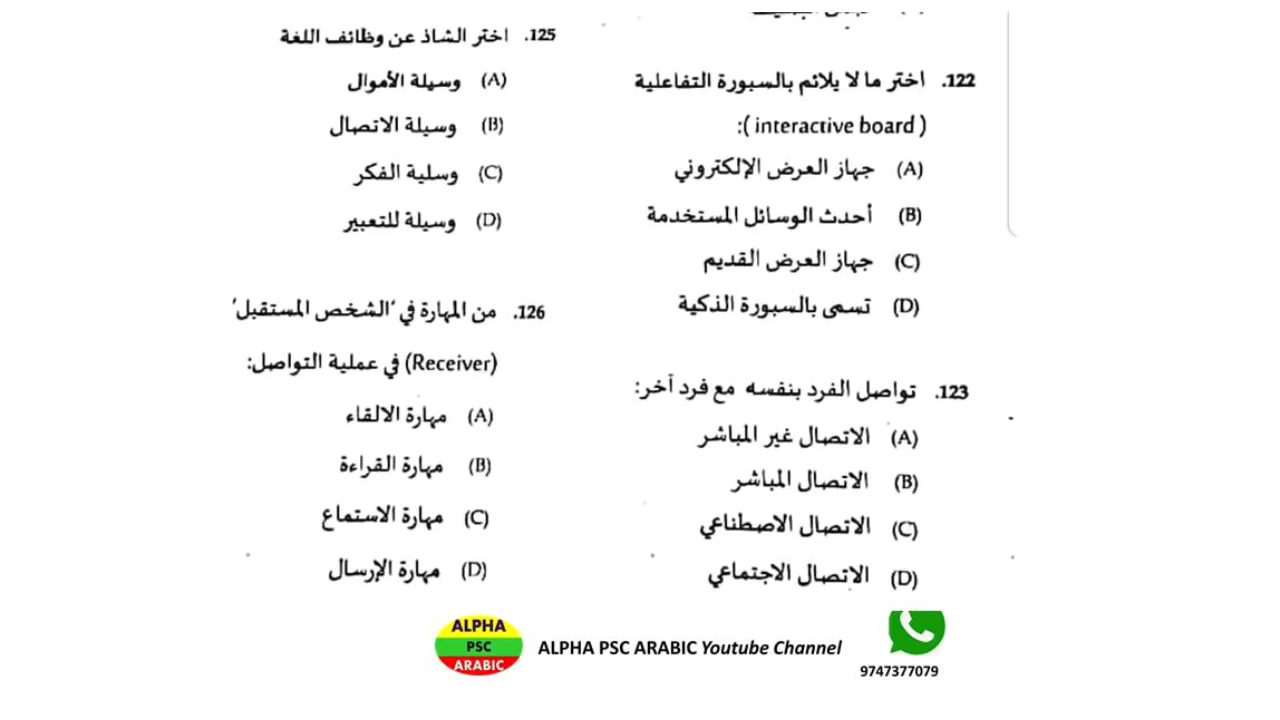 122. اختر ما لا يلائم بالسبورة التفاعلية
(interactive board):
(A) جهاز العرض الإلكتروني
(B) أحدث الوسائل المستخدمة
(C) جهاز العرض القديم
(D) تسمى بالسبورة الذكية
123. تواصل الفرد بنفسه مع فرد آخر:
(A) الاتصال غير المباشر
(B) الاتصال المباشر
(C) الاتصال الاصطناعي
(D) الاتصال الاجتماعي
125. اختر الشاذ عن وظائف اللغة
(A) وسيلة الأموال
(B) وسيلة الاتصال
(C) وسلية الفكر
(D) وسيلة للتعبير
126. من المهارة في "الشخص المستقبل"
(Receiver) في عملية التواصل:
(A) مهارة الالقاء
(B) مهارة القراءة
(C) مهارة الاستماع
(D) مهارة الإرسال
ALPHA
PSC
ARABIC
ALPHA PSC ARABIC Youtube Channel
9747377079